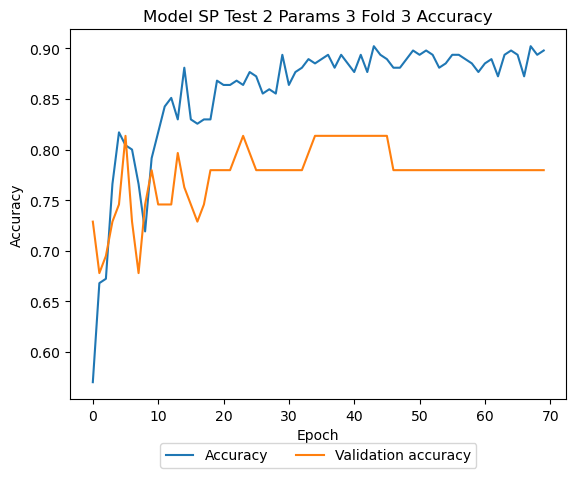 Model SP Test 2 Params 3 Fold 3 Accuracy
0.90
0.85
0.80
0.75
0.70
0.65
0.60
Accuracy
0 10 20 30 40 50 60 70
Epoch
Accuracy Validation accuracy